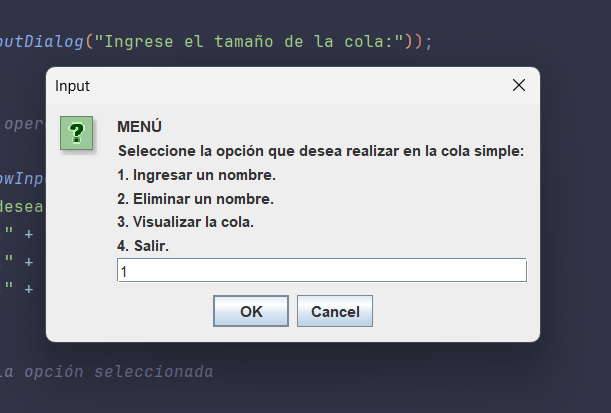 outDialog("Ingrese el tamaño de la cola:"));
Input
oper
MENÚ
Seleccione la opción que desea realizar en la cola simple:
owInp
1. Ingresar un nombre.
desea
2. Eliminar un nombre.
" +
3. Visualizar la cola.
" +
4. Salir.
" +
1
OK
Cancel
la opción seleccionada